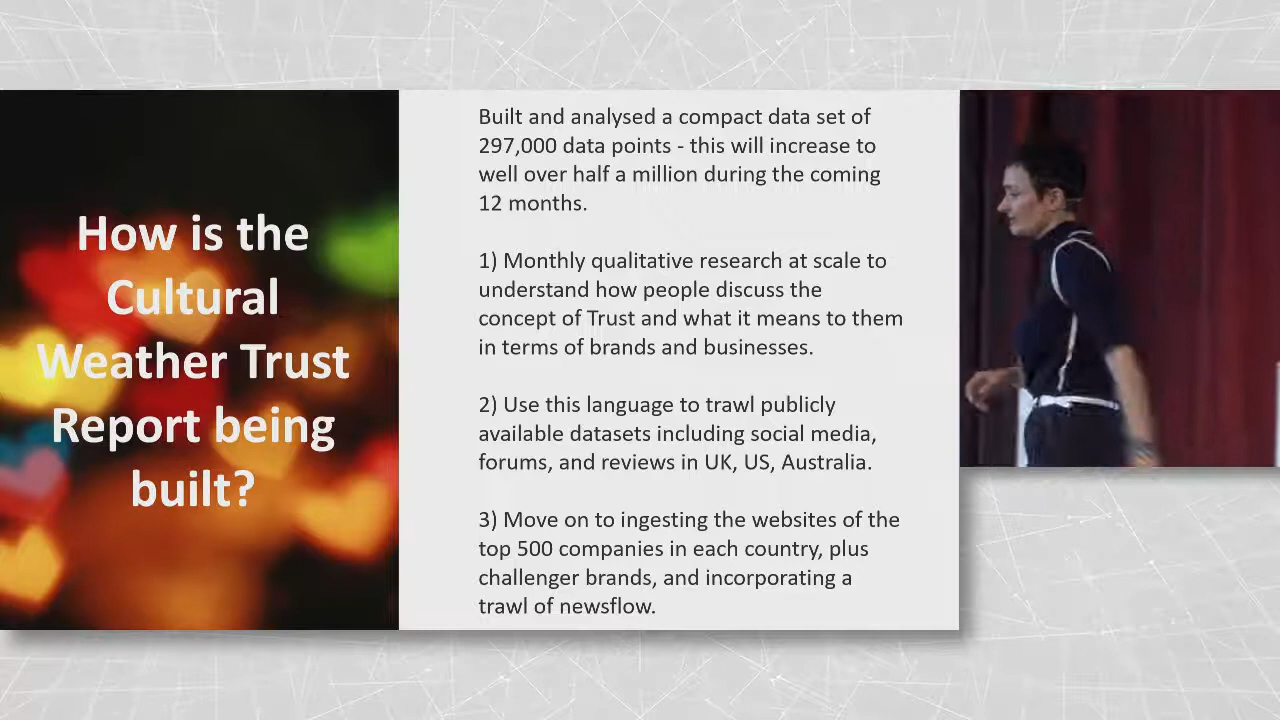 How is the
Cultural
Weather Trust
Report being
built?
Built and analysed a compact data set of
297,000 data points - this will increase to
well over half a million during the coming
12 months.
1) Monthly qualitative research at scale to
understand how people discuss the
concept of Trust and what it means to them
in terms of brands and businesses.
2) Use this language to trawl publicly
available datasets including social media,
forums, and reviews in UK, US, Australia.
3) Move on to ingesting the websites of the
top 500 companies in each country, plus
challenger brands, and incorporating a
trawl of newsflow.